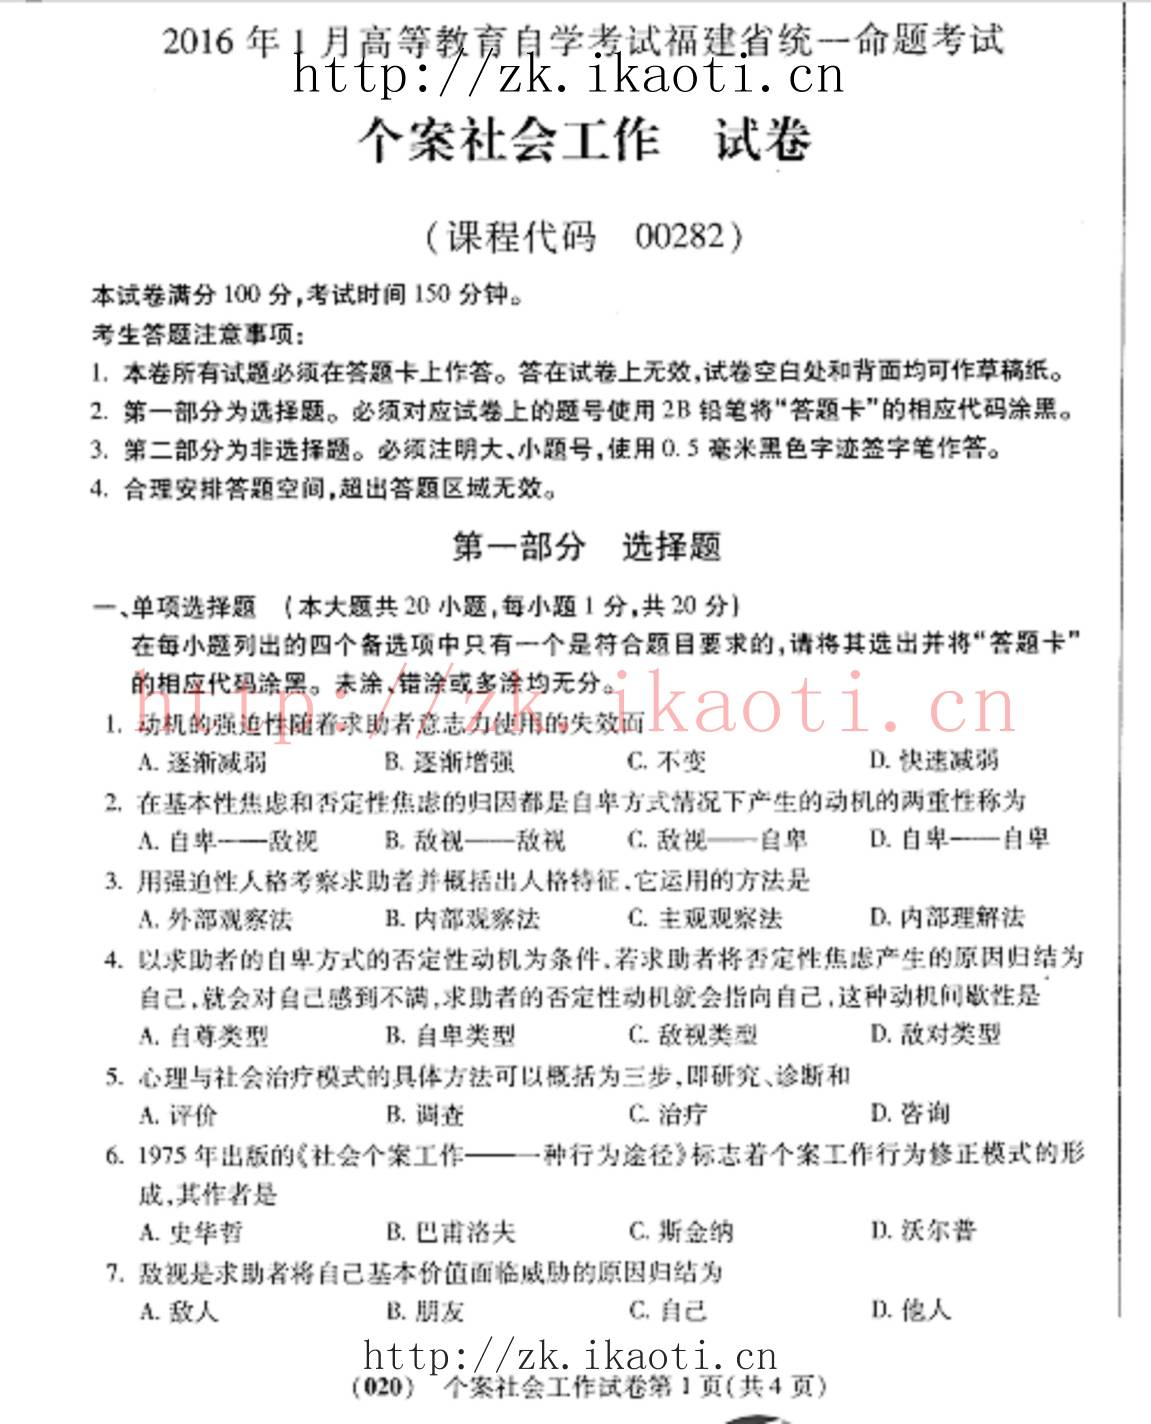 2016 年 1 月高等教育自学考试福建省统一命题考试
http://zk.ikaoti.cn
个案社会工作 试卷
(课程代码 00282)
本试卷满分 100 分,考试时间 150 分钟。
考生答题注意事项:
1. 本卷所有试题必须在答题卡上作答。答在试卷上无效,试卷空白处和背面均可作草稿纸。
2. 第一部分为选择题。必须对应试卷上的题号使用 2B 铅笔将“答题卡”的相应代码涂黑。
3. 第二部分为非选择题。必须注明大、小题号,使用 0.5 毫米黑色字迹签字笔作答。
4. 合理安排答题空间,超出答题区域无效。
第一部分 选择题
一、单项选择题 (本大题共 20 小题,每小题 1 分,共 20 分)
在每小题列出的四个备选项中只有一个是符合题目要求的,请将其选出并将“答题卡”
的相应代码涂黑。未涂、错涂或多涂均无分。
http://zk.ikaoti.cn
1. 动机的强迫性随着求助者意志力使用的失效而
A. 逐渐减弱 B. 逐渐增强 C. 不变 D. 快速减弱
2. 在基本性焦虑和否定性焦虑的归因都是自卑方式情况下产生的动机的两重性称为
A. 自卑——敌视 B. 敌视——敌视 C. 敌视——自卑 D. 自卑——自卑
3. 用强迫性人格考察求助者并概括出人格特征,它运用的方法是
A. 外部观察法 B. 内部观察法 C. 主观观察法 D. 内部理解法
4. 以求助者的自卑方式的否定性动机为条件,若求助者将否定性焦虑产生的原因归结为
自己,就会对自己感到不满,求助者的否定性动机就会指向自己,这种动机间歇性是
A. 自尊类型 B. 自卑类型 C. 敌视类型 D. 敌对类型
5. 心理与社会治疗模式的具体方法可以概括为三步,即研究、诊断和
A. 评价 B. 调查 C. 治疗 D. 咨询
6. 1975 年出版的《社会个案工作——一种行为途径》标志着个案工作行为修正模式的形
成,其作者是
A. 史华哲 B. 巴甫洛夫 C. 斯金纳 D. 沃尔普
7. 敌视是求助者将自己基本价值面临威胁的原因归结为
A. 敌人 B. 朋友 C. 自己 D. 他人
http://zk.ikaoti.cn
(020) 个案社会工作试卷第 1 页(共 4 页)